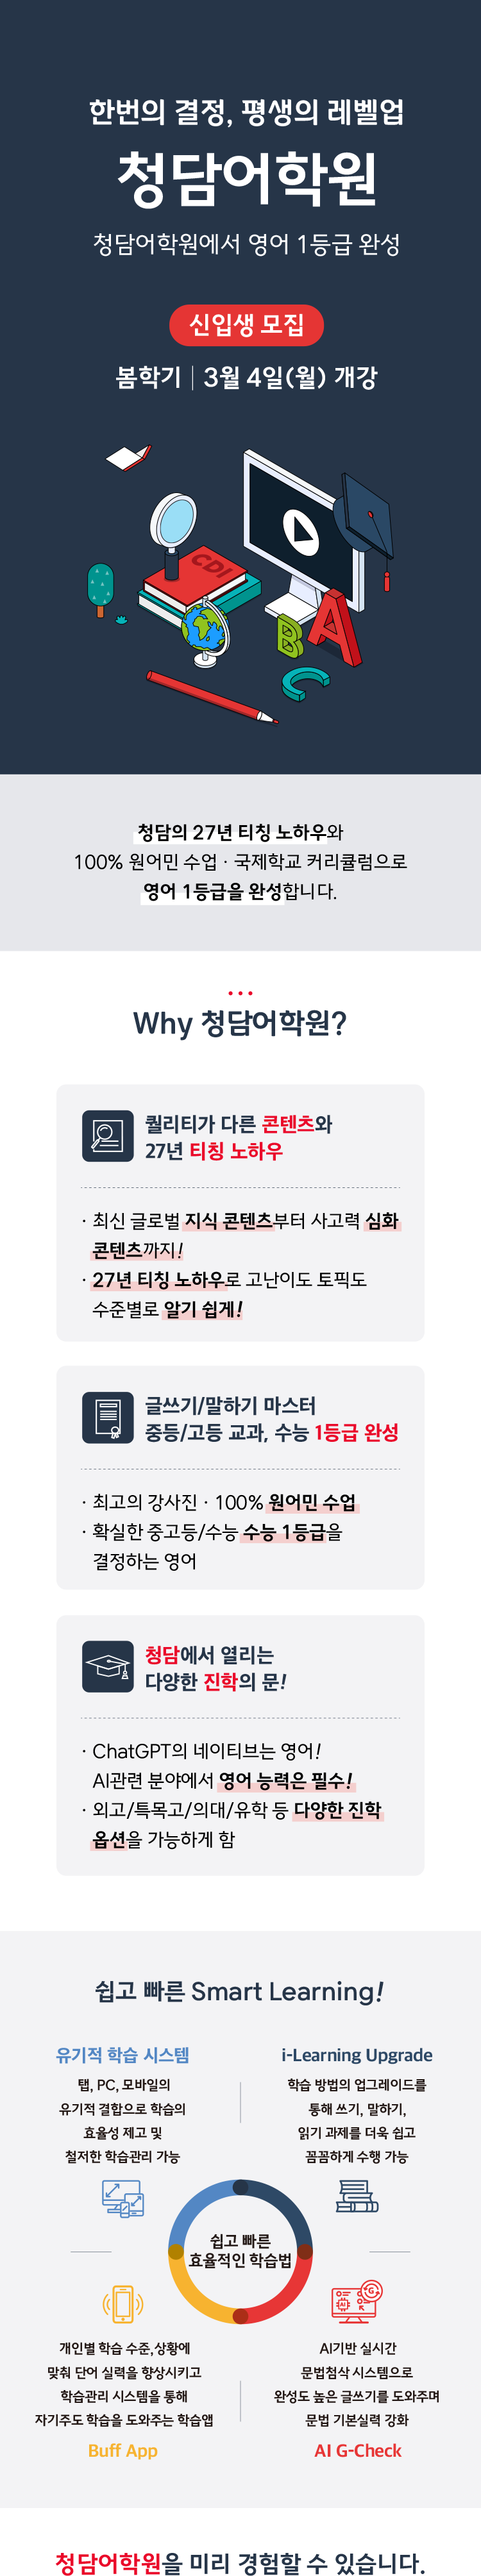 한번의 결정, 평생의 레벨업
청담어학원
청담어학원에서 영어 1등급 완성
신입생 모집
봄학기 | 3월 4일(월) 개강
CDI
A
B
C
청담의 27년 티칭 노하우와
100% 원어민 수업 · 국제학교 커리큘럼으로
영어 1등급을 완성합니다.
Why 청담어학원?
퀄리티가 다른 콘텐츠와
27년 티칭 노하우
· 최신 글로벌 지식 콘텐츠부터 사고력 심화
콘텐츠까지!
· 27년 티칭 노하우로 고난이도 토픽도
수준별로 알기 쉽게!
글쓰기/말하기 마스터
중등/고등 교과, 수능 1등급 완성
· 최고의 강사진 · 100% 원어민 수업
· 확실한 중고등/수능 수능 1등급을
결정하는 영어
청담에서 열리는
다양한 진학의 문!
· ChatGPT의 네이티브는 영어!
AI관련 분야에서 영어 능력은 필수!
· 외고/특목고/의대/유학 등 다양한 진학
옵션을 가능하게 함
쉽고 빠른 Smart Learning!
유기적 학습 시스템
탭, PC, 모바일의
유기적 결합으로 학습의
효율성 제고 및
철저한 학습관리 가능
i-Learning Upgrade
학습 방법의 업그레이드를
통해 쓰기, 말하기,
읽기 과제를 더욱 쉽고
꼼꼼하게 수행 가능
쉽고 빠른
효율적인 학습법
AI
G
개인별 학습 수준,상황에
맞춰 단어 실력을 향상시키고
학습관리 시스템을 통해
자기주도 학습을 도와주는 학습앱
Buff App
AI기반 실시간
문법첨삭 시스템으로
완성도 높은 글쓰기를 도와주며
문법 기본실력 강화
AI G-Check
청담어학원을 미리 경험할 수 있습니다.